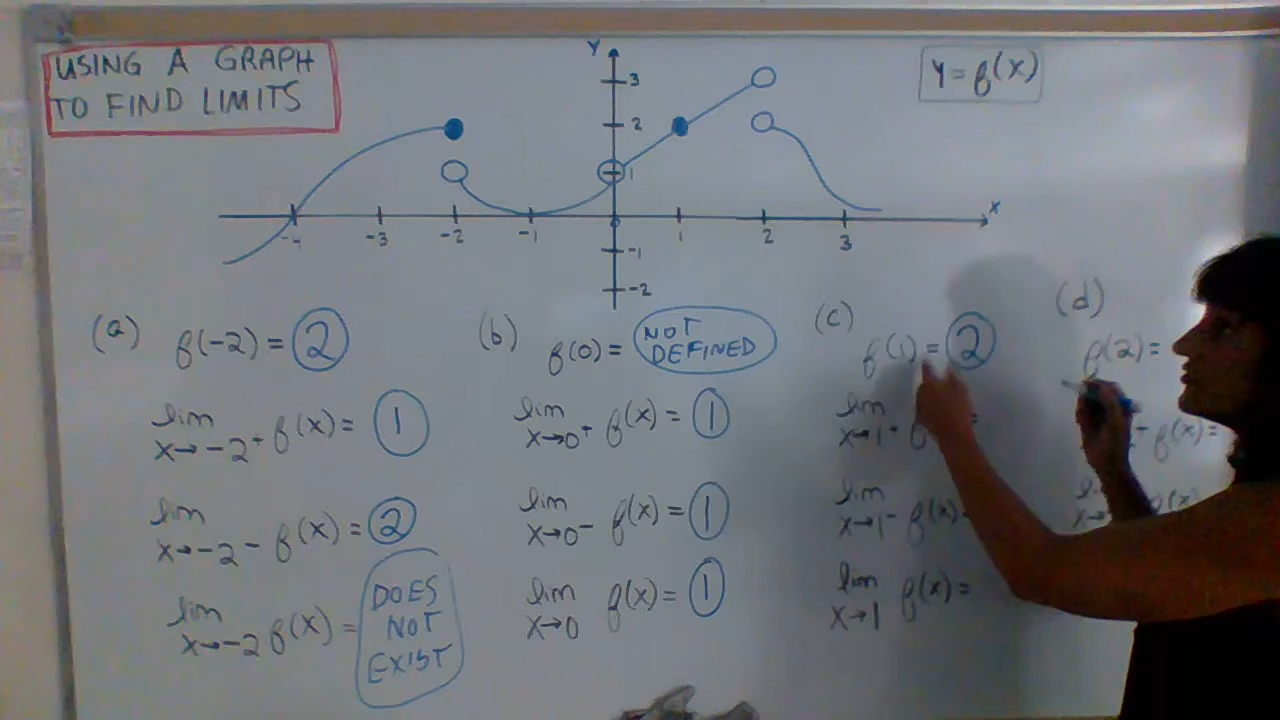 USING A GRAPH
TO FIND LIMITS
Y
3
2
1
-1
-2
-4 -3 -2 -1 1 2 3
X
Y = f(x)
(a) f(-2) = 2
lim x→-2+ f(x) = 1
lim x→-2- f(x) = 2
lim x→-2 f(x) = DOES NOT EXIST
(b) f(0) = NOT DEFINED
lim x→0+ f(x) = 1
lim x→0- f(x) = 1
lim x→0 f(x) = 1
(c) f(1) = 2
lim x→1+ =
lim x→1- f(x)
lim x→1 f(x) =
(d) f(2) =
f(x) =
f(x)